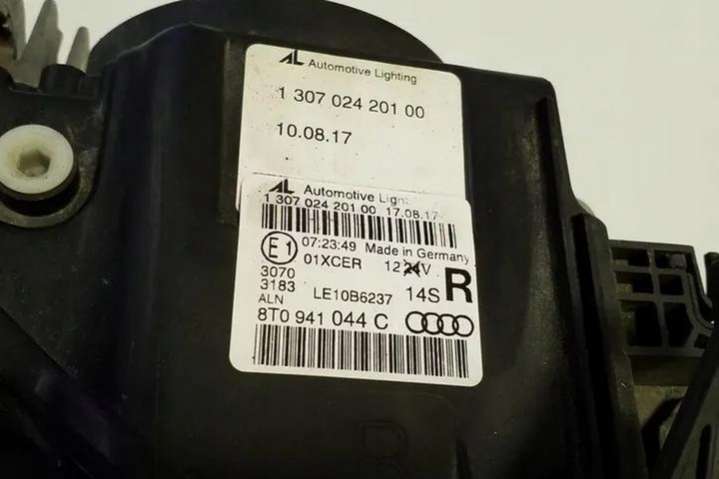 AL Automotive Lighting
1 307 024 201 00
10.08.17
AL Automotive Light
1 307 024 201 00 17.08.17
E1 07:23:49 Made in Germany
01XCER 12 24V
3070
3183
ALN LE10B6237 14S R
8T0 941 044 C
R